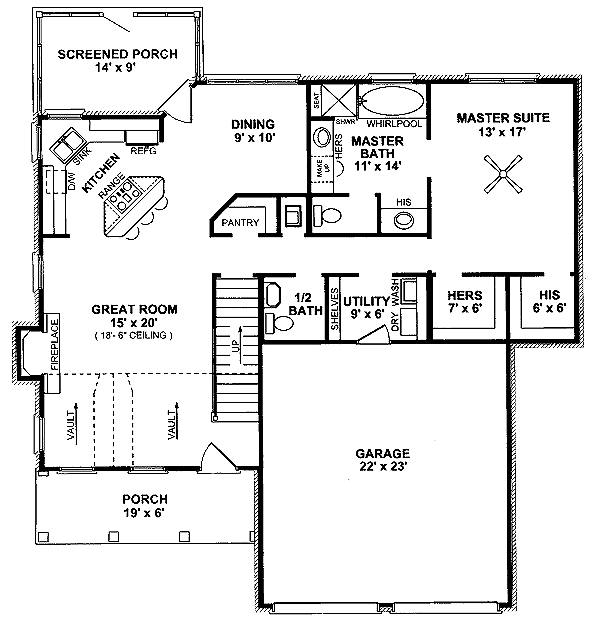 SCREENED PORCH
14' x 9'
DINING
9' x 10'
SEAT
SHWR
WHIRLPOOL
HERS
MAKE
UP
MASTER
BATH
11' x 14'
HIS
MASTER SUITE
13' x 17'
SINK
REFG
D/W
KITCHEN
RANGE
PANTRY
GREAT ROOM
15' x 20'
( 18'- 6" CEILING )
FIREPLACE
UP
1/2
BATH
SHELVES
UTILITY
9' x 6'
WASH
DRY
HERS
7' x 6'
HIS
6' x 6'
VAULT
VAULT
GARAGE
22' x 23'
PORCH
19' x 6'